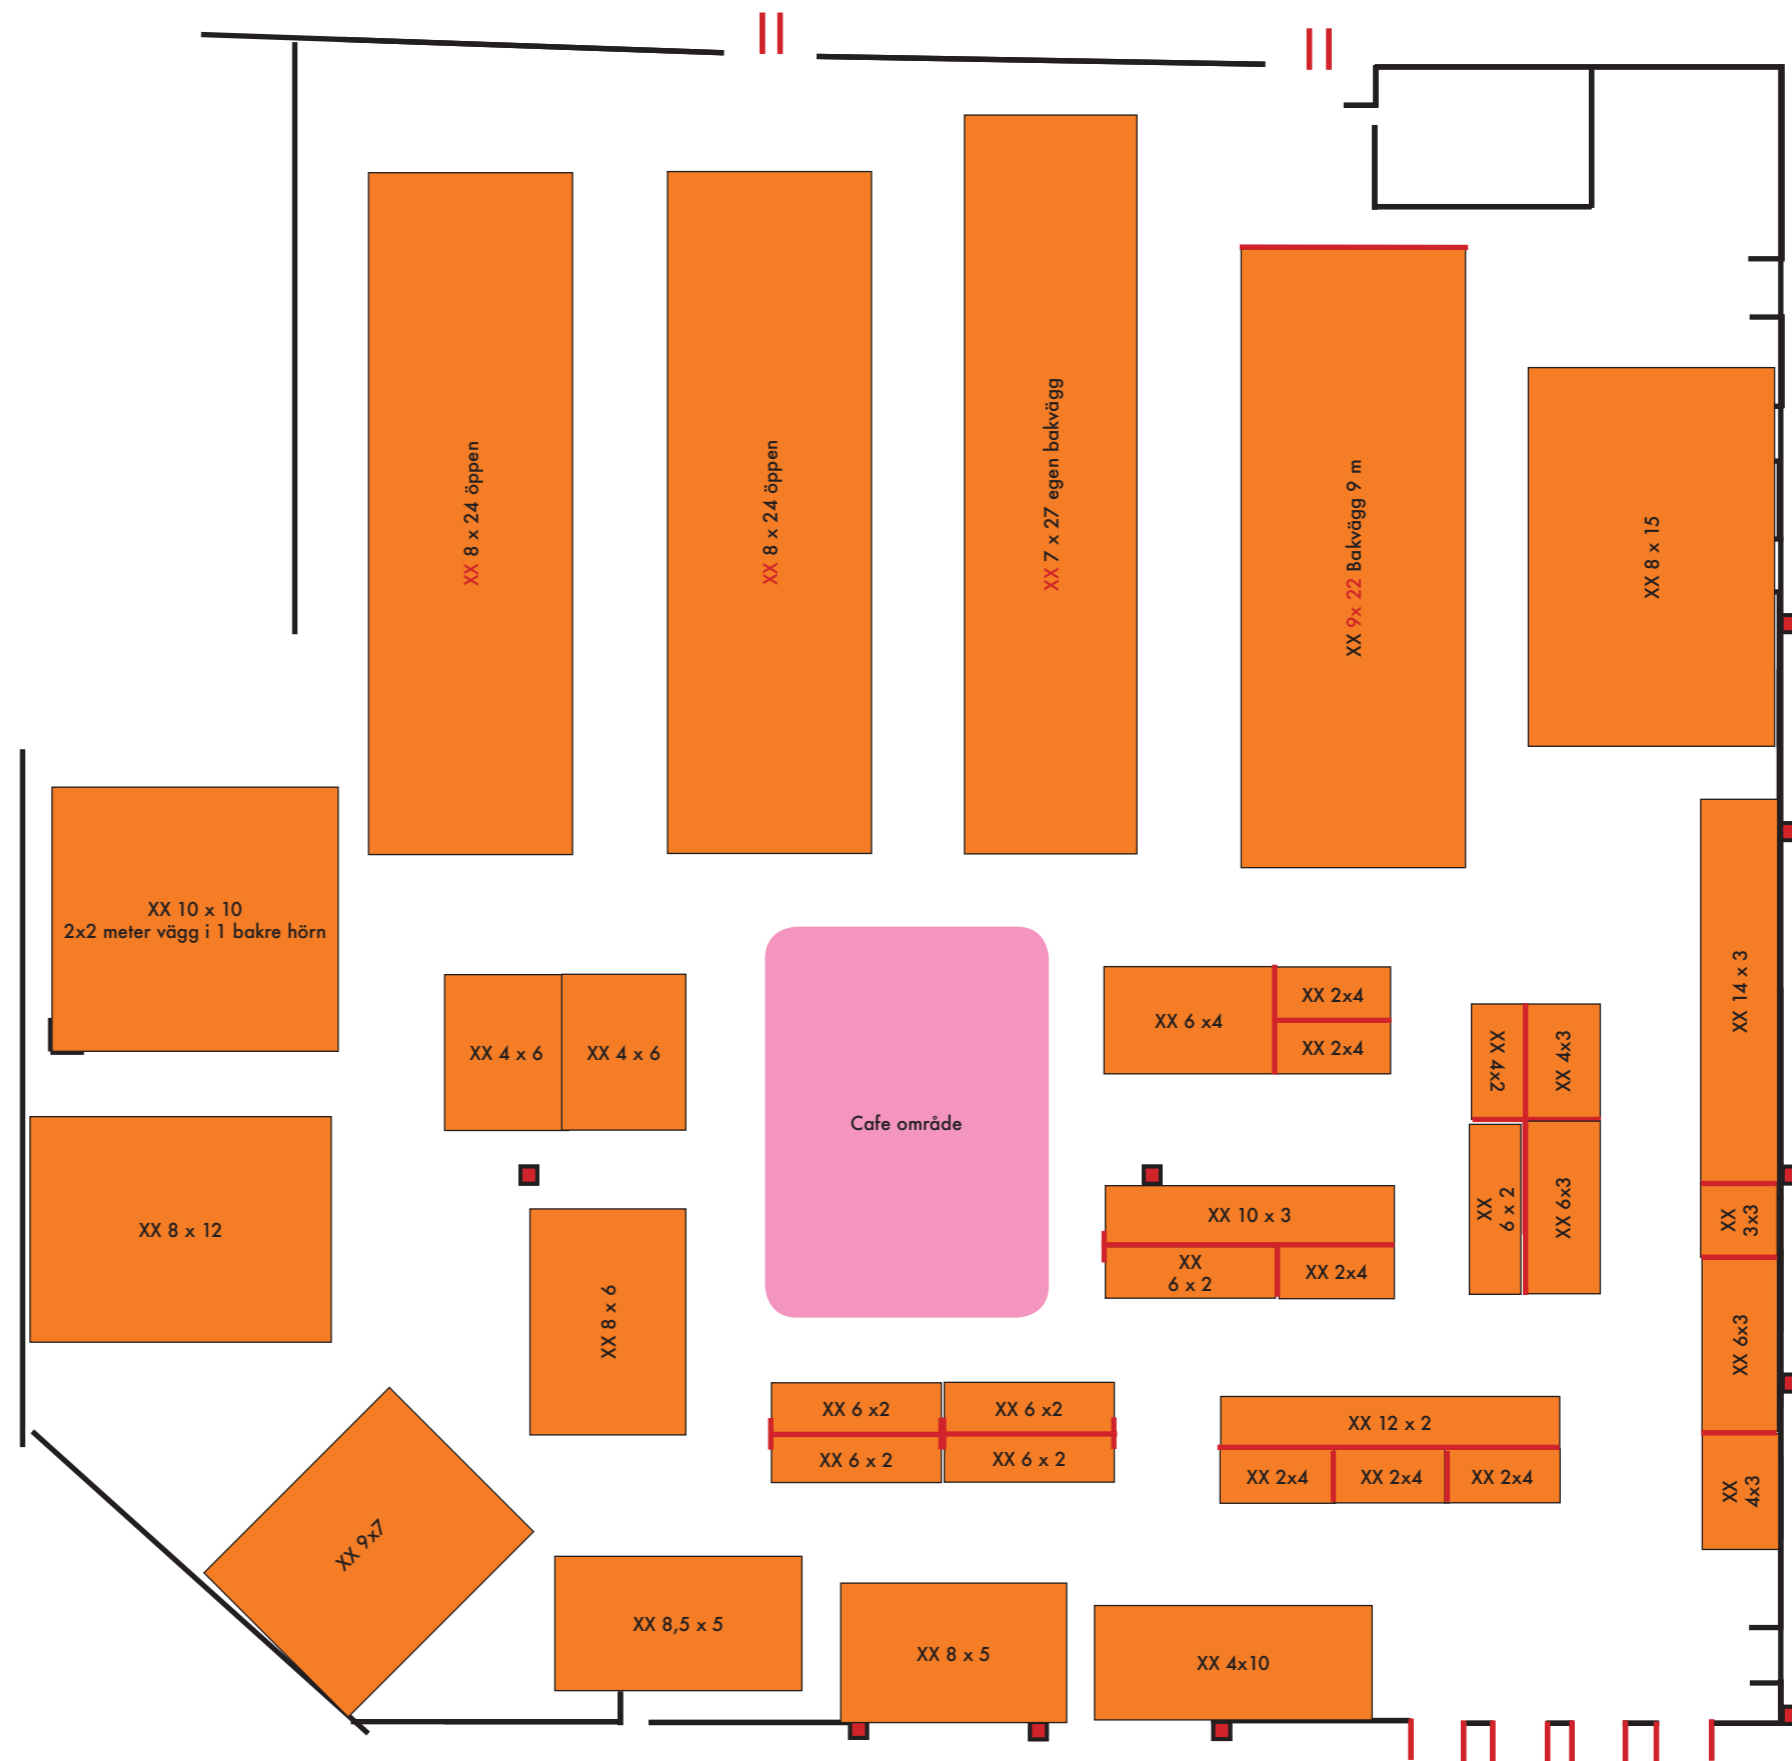 XX 8 x 24 öppen
XX 8 x 24 öppen
XX 7 x 27 egen bakvägg
XX 9x 22 Bakvägg 9 m
XX 8 x 15
XX 10 x 10
2x2 meter vägg i 1 bakre hörn
XX 4 x 6
XX 4 x 6
Cafe område
XX 6 x4
XX 2x4
XX 2x4
XX 4x2
XX 4x3
XX 14 x 3
XX 8 x 12
XX 8 x 6
XX 10 x 3
XX
6 x 2
XX 2x4
XX
6 x 2
XX 6x3
XX
3x3
XX 6x3
XX
4x3
XX 6 x2
XX 6 x2
XX 6 x 2
XX 6 x 2
XX 12 x 2
XX 2x4
XX 2x4
XX 2x4
XX 9x7
XX 8,5 x 5
XX 8 x 5
XX 4x10